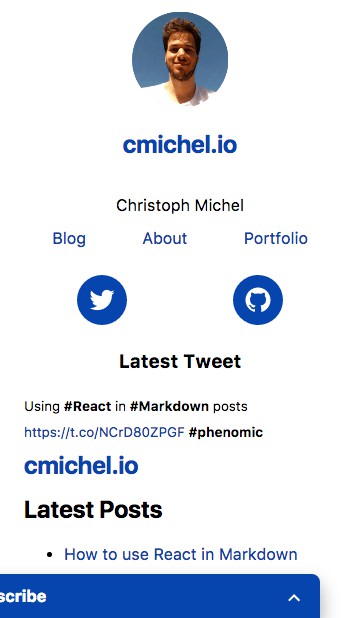 cmichel.io
Christoph Michel
Blog About Portfolio
Latest Tweet
Using #React in #Markdown posts
https://t.co/NCrD80ZPGF #phenomic
cmichel.io
Latest Posts
How to use React in Markdown
scribe